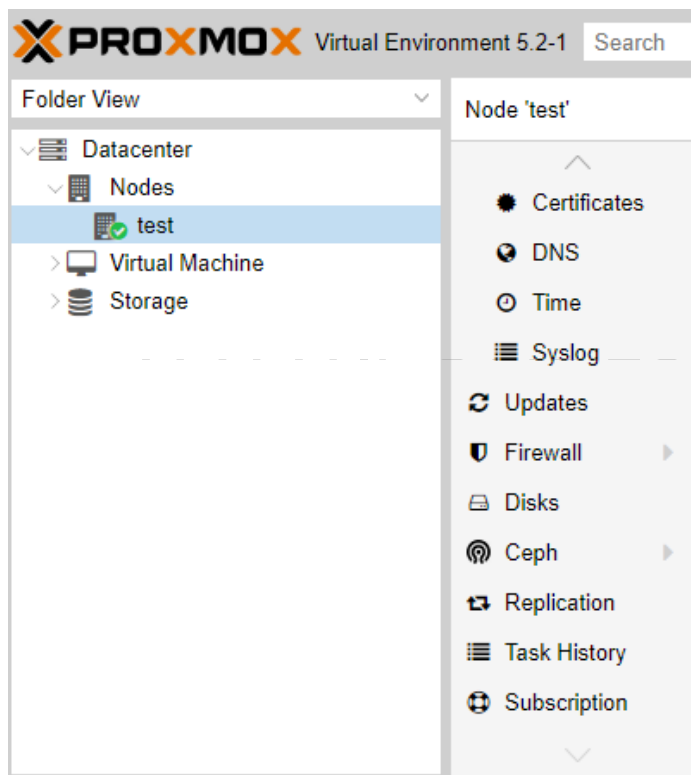 PROXMOX Virtual Environment 5.2-1 Search
Folder View
Datacenter
Nodes
test
Virtual Machine
Storage
Node 'test'
Certificates
DNS
Time
Syslog
Updates
Firewall
Disks
Ceph
Replication
Task History
Subscription